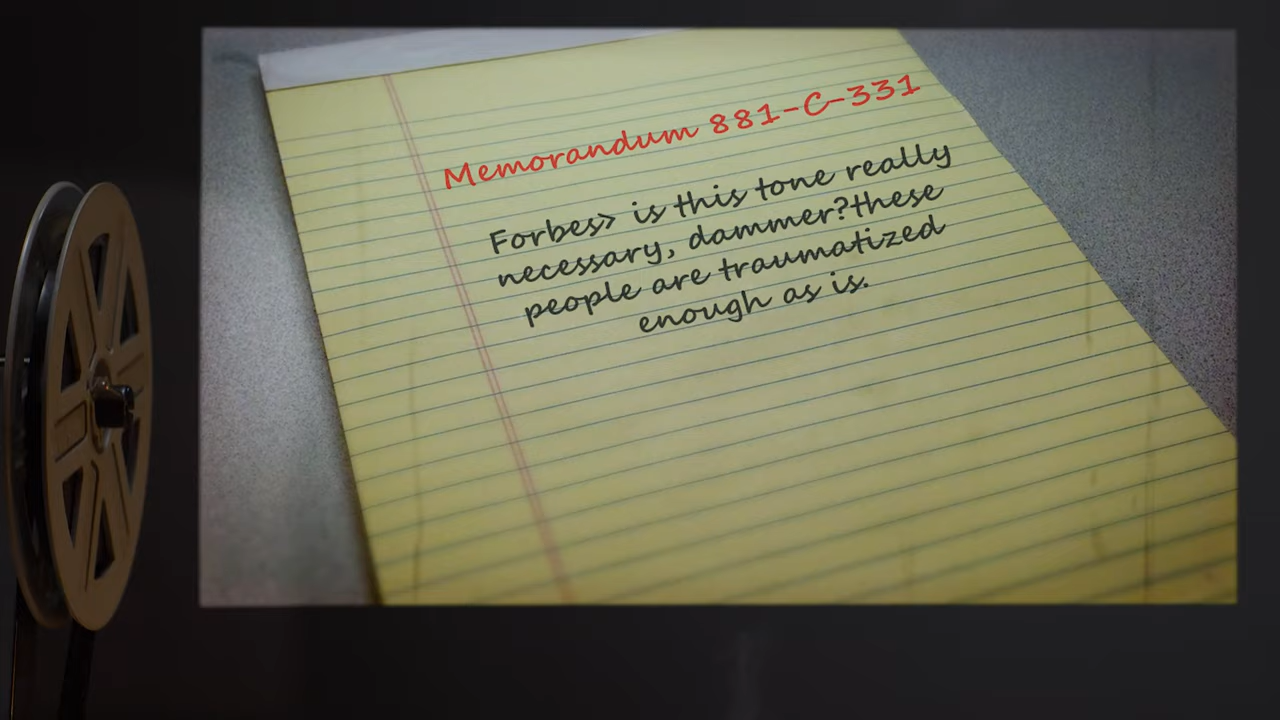 Memorandum 881-C-331
Forbes» is this tone really
necessary, dammer?these
people are traumatized
enough as is.